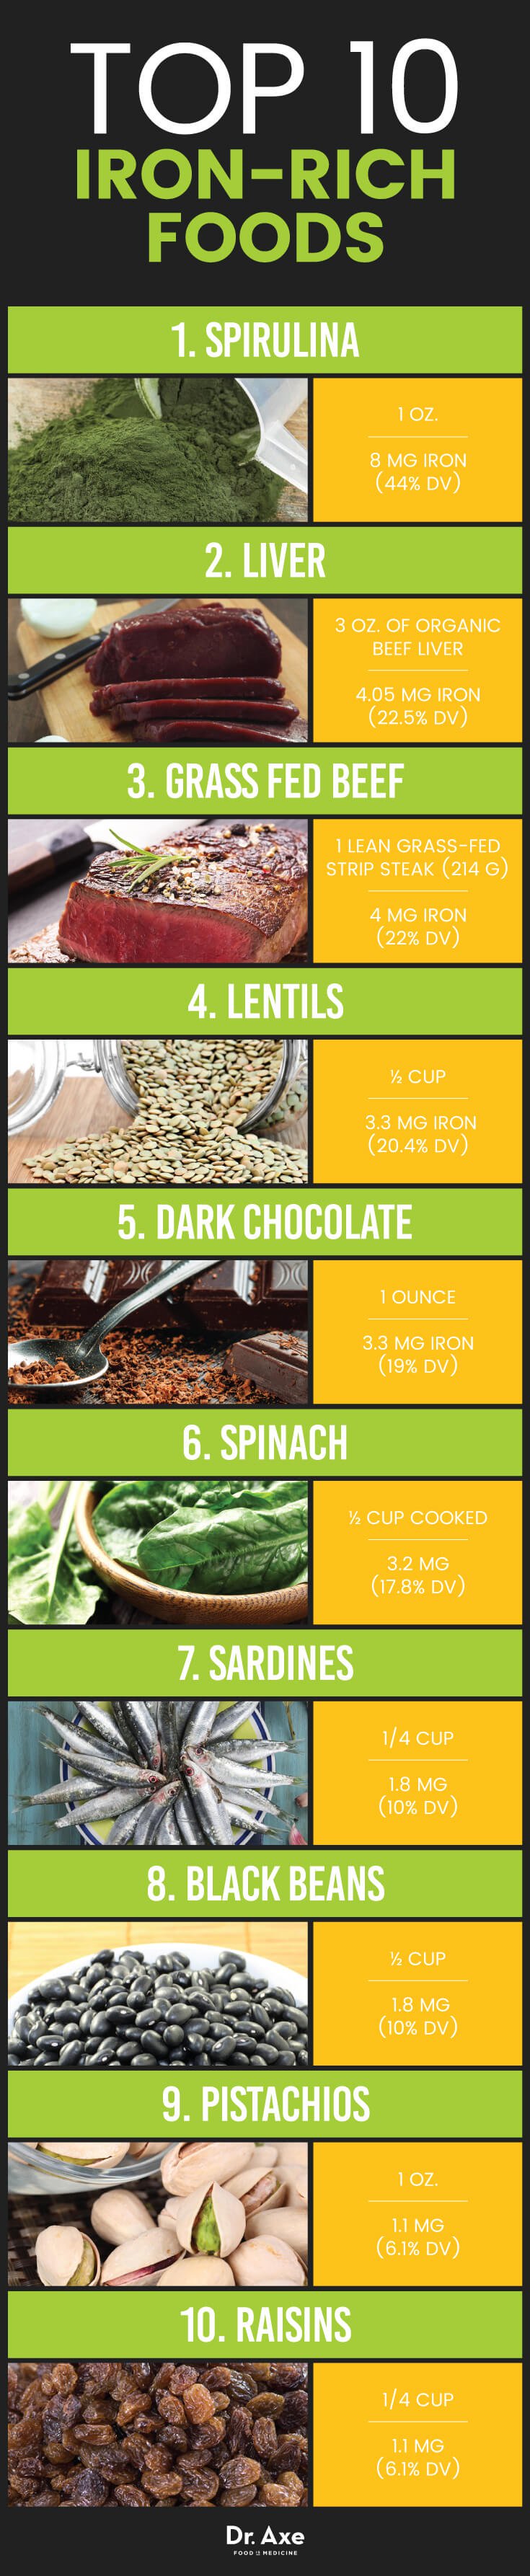 TOP 10
IRON-RICH
FOODS
1. SPIRULINA
1 OZ.
8 MG IRON
(44% DV)
2. LIVER
3 OZ. OF ORGANIC
BEEF LIVER
4.05 MG IRON
(22.5% DV)
3. GRASS FED BEEF
1 LEAN GRASS-FED
STRIP STEAK (214 G)
4 MG IRON
(22% DV)
4. LENTILS
½ CUP
3.3 MG IRON
(20.4% DV)
5. DARK CHOCOLATE
1 OUNCE
3.3 MG IRON
(19% DV)
6. SPINACH
½ CUP COOKED
3.2 MG
(17.8% DV)
7. SARDINES
1/4 CUP
1.8 MG
(10% DV)
8. BLACK BEANS
½ CUP
1.8 MG
(10% DV)
9. PISTACHIOS
1 OZ.
1.1 MG
(6.1% DV)
10. RAISINS
1/4 CUP
1.1 MG
(6.1% DV)
Dr. Axe
FOOD IS MEDICINE